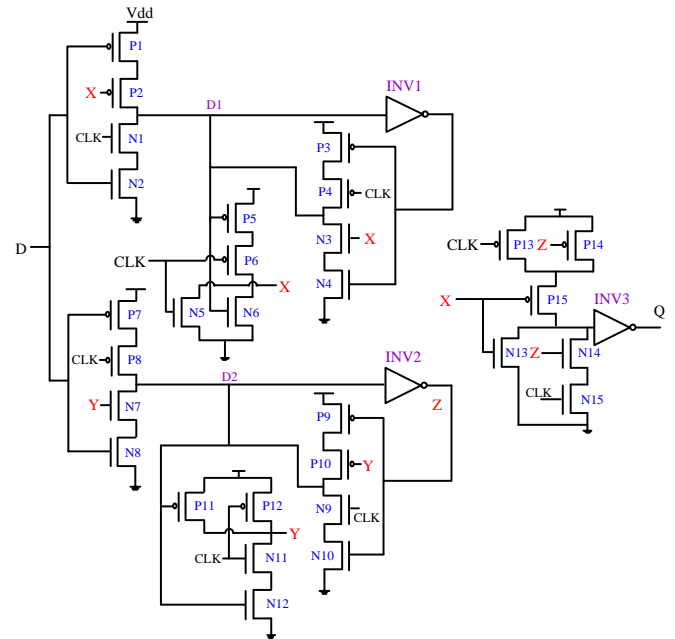 Vdd
P1
X
P2
D1
INV1
CLK
N1
N2
P3
P4
CLK
N3
X
N4
P5
P6
CLK
N5
N6
X
D
CLK
P13
Z
P14
X
P15
INV3
Q
N13
Z
N14
CLK
N15
P7
CLK
P8
Y
N7
N8
D2
INV2
Z
P9
P10
Y
N9
CLK
N10
P11
P12
Y
CLK
N11
N12